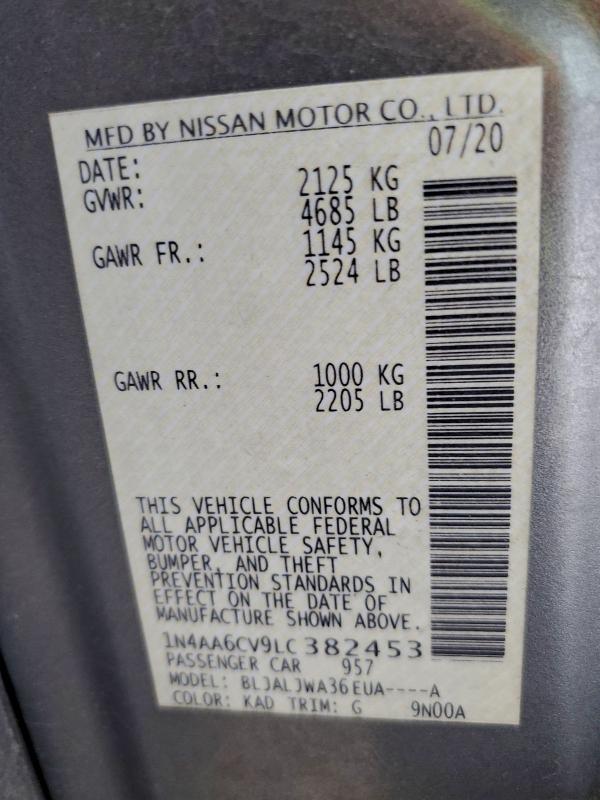 MFD BY NISSAN MOTOR CO., LTD.
DATE: 07/20
GVWR: 2125 KG
4685 LB
GAWR FR.: 1145 KG
2524 LB
GAWR RR.: 1000 KG
2205 LB
THIS VEHICLE CONFORMS TO
ALL APPLICABLE FEDERAL
MOTOR VEHICLE SAFETY,
BUMPER, AND THEFT
PREVENTION STANDARDS IN
EFFECT ON THE DATE OF
MANUFACTURE SHOWN ABOVE.
1N4AA6CV9LC382453
PASSENGER CAR 957
MODEL: BLJALJWA36EUA----A
COLOR: KAD TRIM: G 9N00A